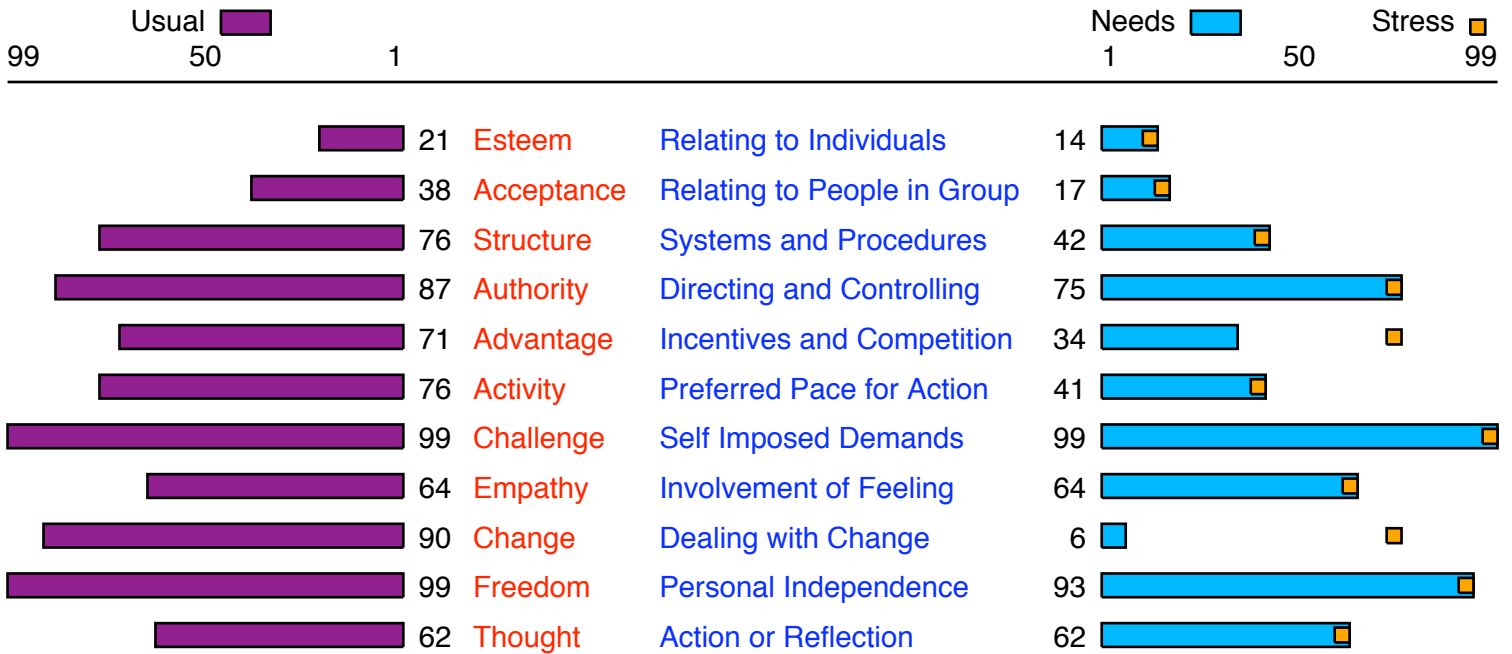 Usual Needs Stress
99 50 1 1 50 99
21 Esteem Relating to Individuals 14
38 Acceptance Relating to People in Group 17
76 Structure Systems and Procedures 42
87 Authority Directing and Controlling 75
71 Advantage Incentives and Competition 34
76 Activity Preferred Pace for Action 41
99 Challenge Self Imposed Demands 99
64 Empathy Involvement of Feeling 64
90 Change Dealing with Change 6
99 Freedom Personal Independence 93
62 Thought Action or Reflection 62